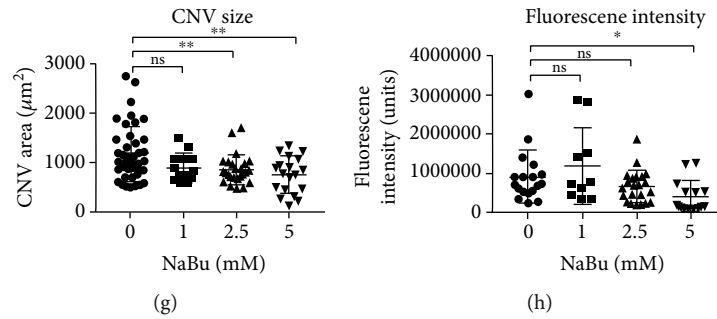 CNV size
**
**
ns
3000
2000
1000
0
CNV area (μm²)
0 1 2.5 5
NaBu (mM)
(g)
Fluorescene intensity
*
ns
ns
4000000
3000000
2000000
1000000
0
Fluorescene
intensity (units)
0 1 2.5 5
NaBu (mM)
(h)